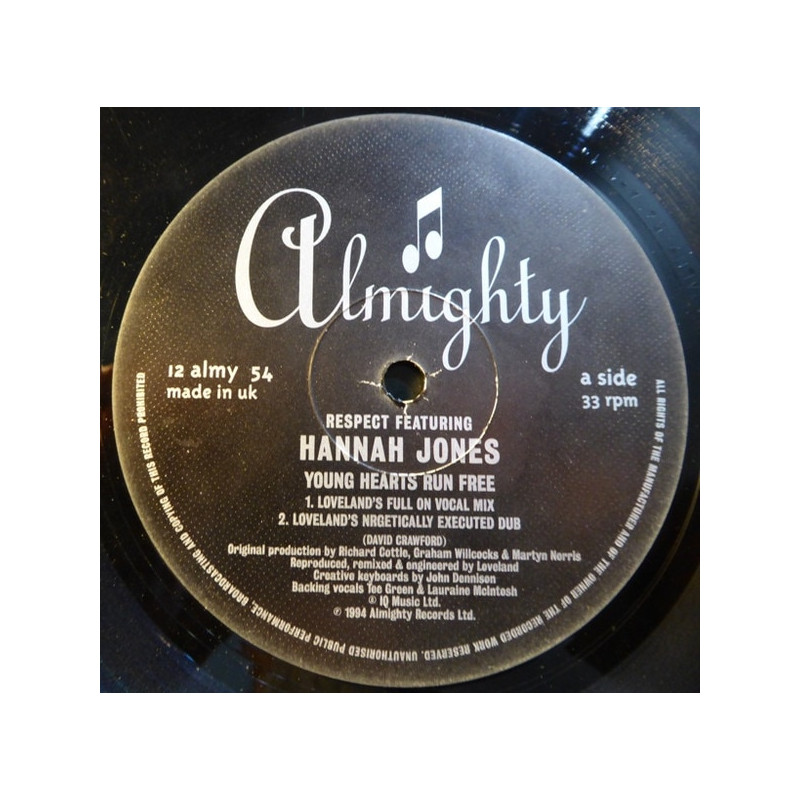 Almighty
12 almy 54
made in uk
a side
33 rpm
RESPECT FEATURING
HANNAH JONES
YOUNG HEARTS RUN FREE
1. LOVELAND'S FULL ON VOCAL MIX
2. LOVELAND'S NRGETICALLY EXECUTED DUB
(DAVID CRAWFORD)
Original production by Richard Cottle, Graham Willcocks & Martyn Norris
Reproduced, remixed & engineered by Loveland
Creative keyboards by John Dennison
Backing vocals Tee Green & Lauraine McIntosh
® IQ Music Ltd.
℗ 1994 Almighty Records Ltd.
ALL RIGHTS OF THE MANUFACTURER AND OF THE OWNER OF THE RECORDED WORK RESERVED. UNAUTHORISED PUBLIC PERFORMANCE, BROADCASTING AND COPYING OF THIS RECORD PROHIBITED